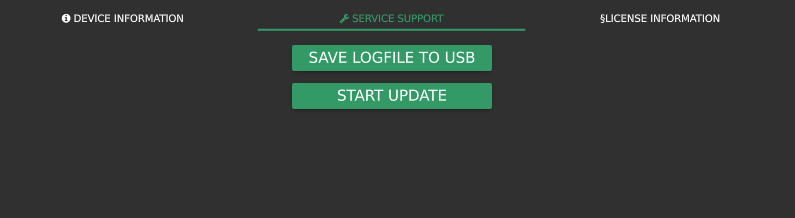 DEVICE INFORMATION
SERVICE SUPPORT
§LICENSE INFORMATION
SAVE LOGFILE TO USB
START UPDATE